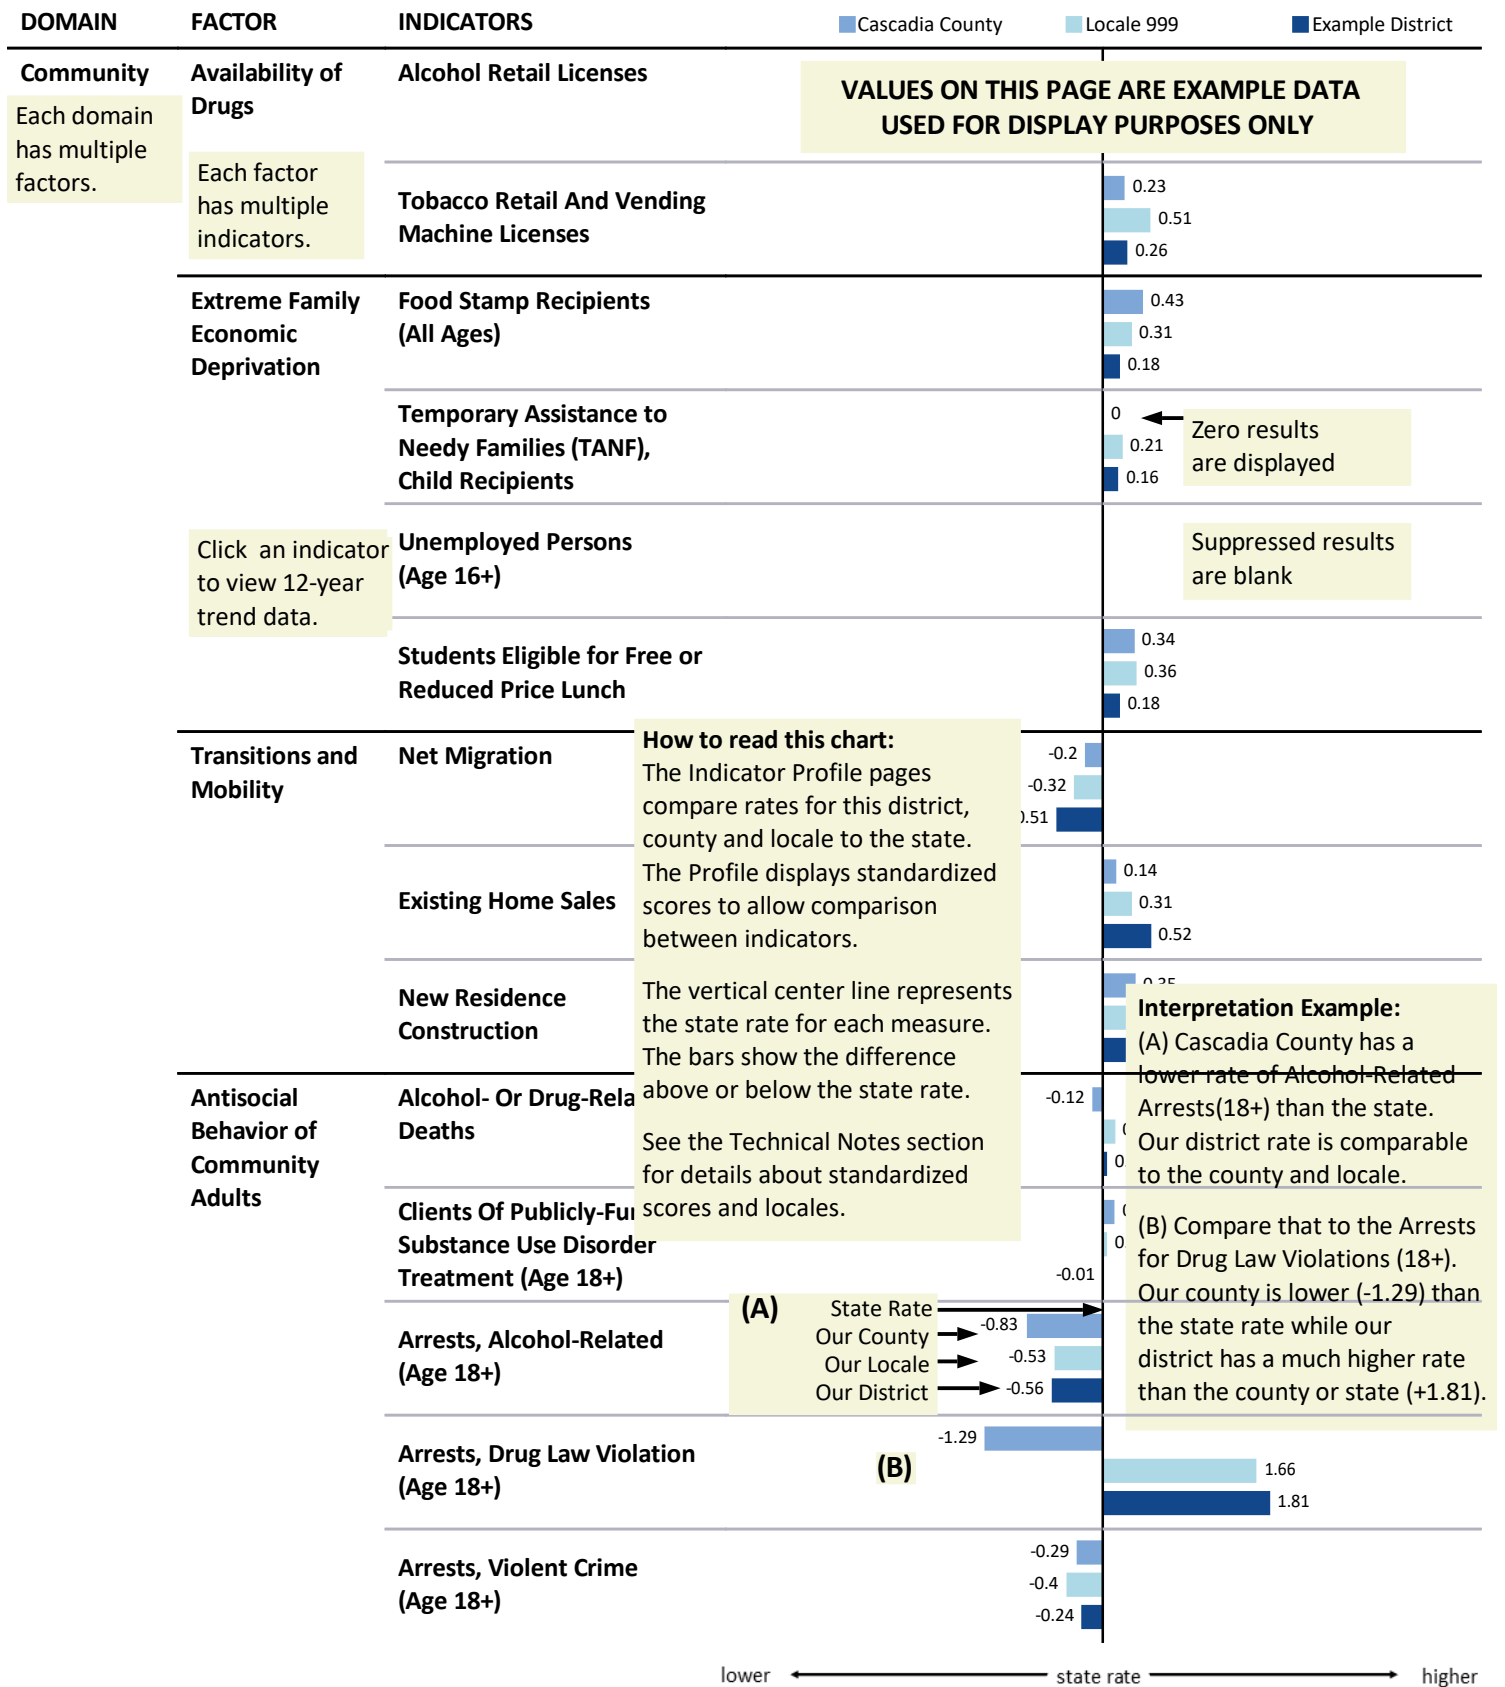 DOMAIN FACTOR INDICATORS Cascadia County Locale 999 Example District
Community Availability of Alcohol Retail Licenses
Drugs
VALUES ON THIS PAGE ARE EXAMPLE DATA
USED FOR DISPLAY PURPOSES ONLY
Each domain
has multiple
factors.
Each factor
has multiple
indicators.
Tobacco Retail And Vending
Machine Licenses
0.23
0.51
0.26
Extreme Family
Economic
Deprivation
Food Stamp Recipients
(All Ages)
0.43
0.31
0.18
Temporary Assistance to
Needy Families (TANF),
Child Recipients
0
0.21
0.16
Zero results
are displayed
Click an indicator
to view 12-year
trend data.
Unemployed Persons
(Age 16+)
Suppressed results
are blank
Students Eligible for Free or
Reduced Price Lunch
0.34
0.36
0.18
Transitions and
Mobility
Net Migration
-0.2
-0.32
0.51
How to read this chart:
The Indicator Profile pages
compare rates for this district,
county and locale to the state.
The Profile displays standardized
scores to allow comparison
between indicators.
The vertical center line represents
the state rate for each measure.
The bars show the difference
above or below the state rate.
See the Technical Notes section
for details about standardized
scores and locales.
Existing Home Sales
0.14
0.31
0.52
New Residence
Construction
0.35
Interpretation Example:
(A) Cascadia County has a
lower rate of Alcohol-Related
Arrests(18+) than the state.
Our district rate is comparable
to the county and locale.
(B) Compare that to the Arrests
for Drug Law Violations (18+).
Our county is lower (-1.29) than
the state rate while our
district has a much higher rate
than the county or state (+1.81).
Antisocial
Behavior of
Community
Adults
Alcohol- Or Drug-Rela
Deaths
-0.12
Clients Of Publicly-Fu
Substance Use Disorder
Treatment (Age 18+)
-0.01
Arrests, Alcohol-Related
(Age 18+)
(A) State Rate
Our County
Our Locale
Our District
-0.83
-0.53
-0.56
Arrests, Drug Law Violation
(Age 18+)
(B)
-1.29
1.66
1.81
Arrests, Violent Crime
(Age 18+)
-0.29
-0.4
-0.24
lower state rate higher